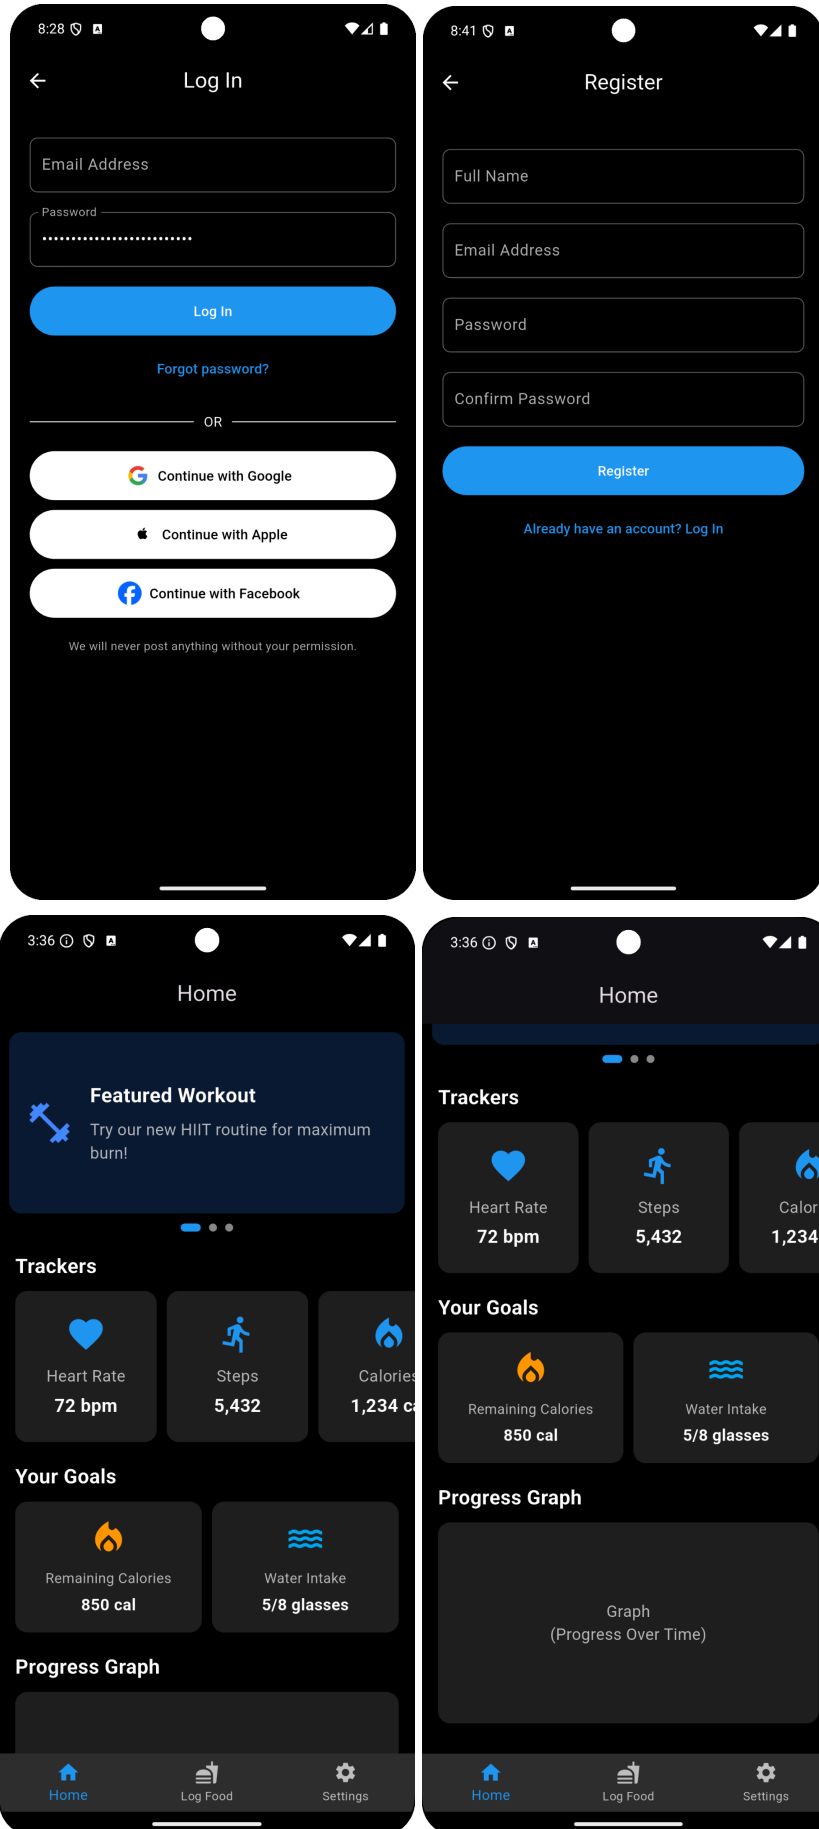 8:28
Log In
Email Address
Password
••••••••••••••••••••••••••
Log In
Forgot password?
OR
Continue with Google
Continue with Apple
Continue with Facebook
We will never post anything without your permission.
8:41
Register
Full Name
Email Address
Password
Confirm Password
Register
Already have an account? Log In
3:36
Home
Featured Workout
Try our new HIIT routine for maximum
burn!
Trackers
Heart Rate
72 bpm
Steps
5,432
Calories
1,234 ca
Your Goals
Remaining Calories
850 cal
Water Intake
5/8 glasses
Progress Graph
Home
Log Food
Settings
3:36
Home
Trackers
Heart Rate
72 bpm
Steps
5,432
Calor
1,234
Your Goals
Remaining Calories
850 cal
Water Intake
5/8 glasses
Progress Graph
Graph
(Progress Over Time)
Home
Log Food
Settings